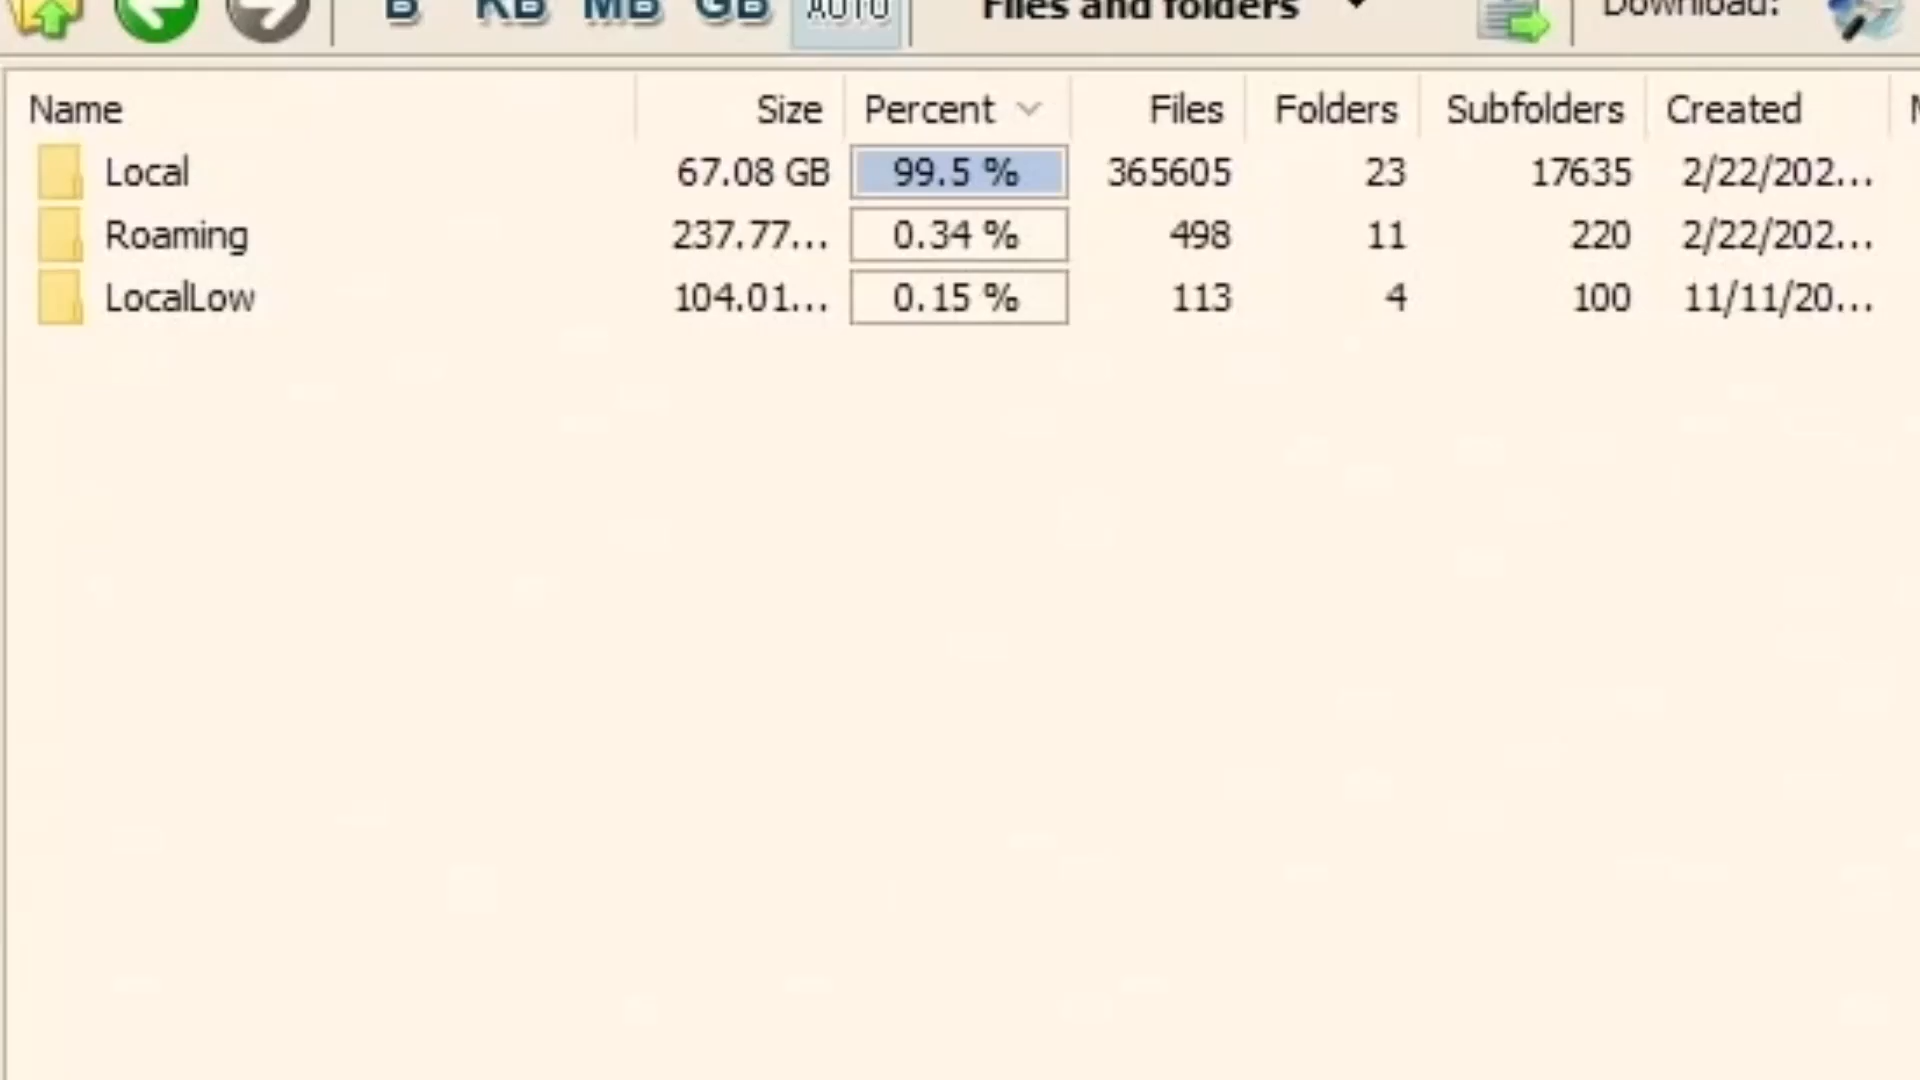 B KB MB GB AUTO Files and folders Download:
Name Size Percent Files Folders Subfolders Created
Local 67.08 GB 99.5 % 365605 23 17635 2/22/202...
Roaming 237.77... 0.34 % 498 11 220 2/22/202...
LocalLow 104.01... 0.15 % 113 4 100 11/11/20...